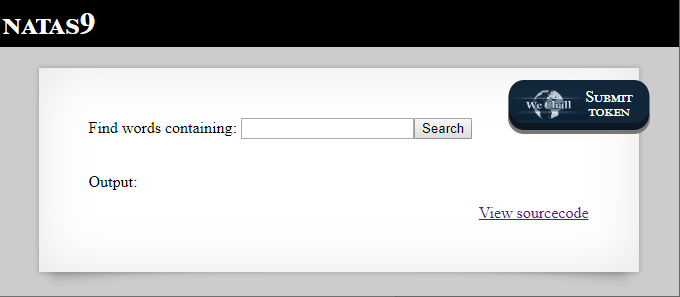 NATAS9
We Chall
SUBMIT TOKEN
Find words containing: Search
Output:
View sourcecode